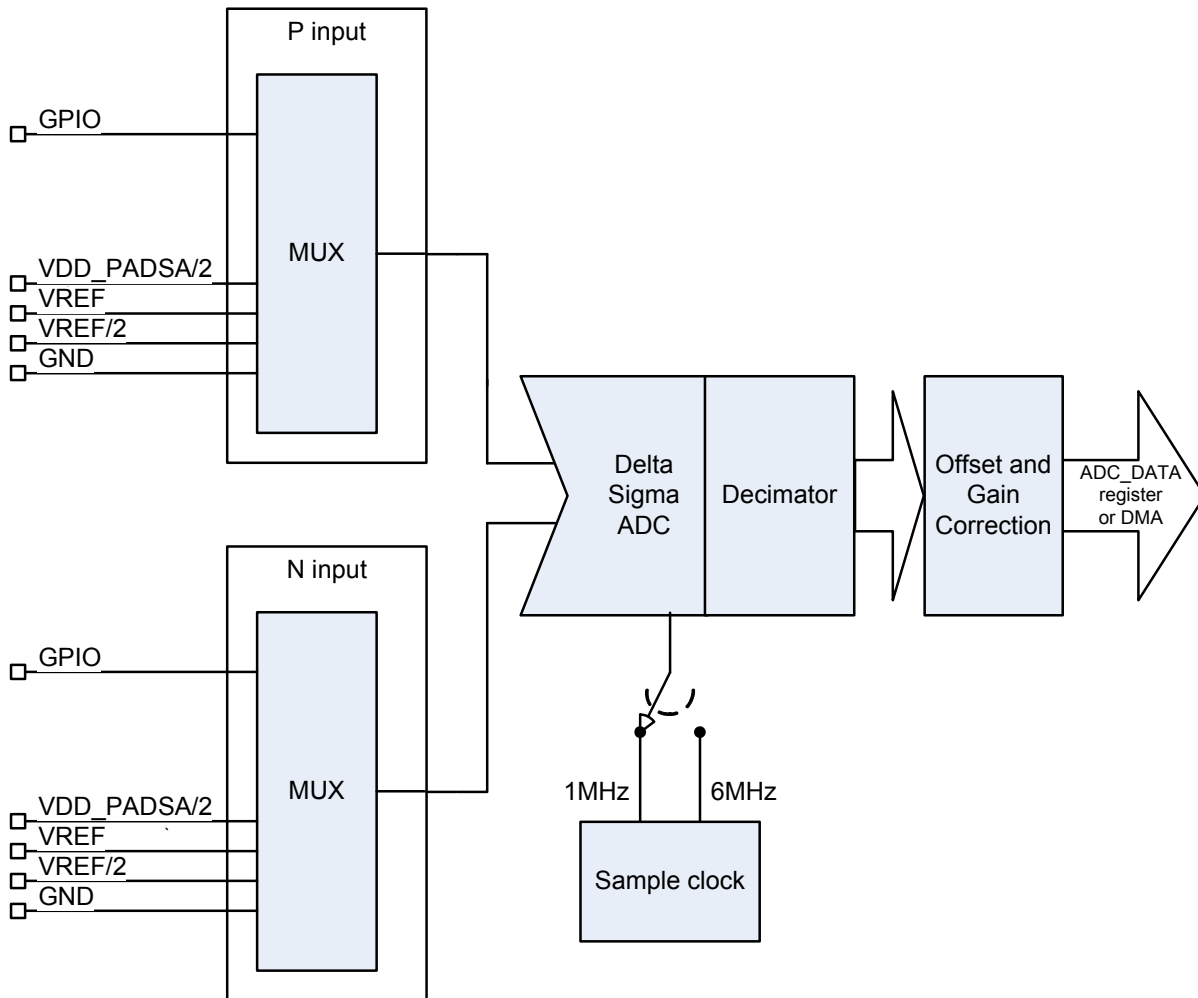 P input
GPIO
MUX
VDD_PADSA/2
VREF
VREF/2
GND
Delta
Sigma
ADC
Decimator
Offset and
Gain
Correction
ADC_DATA
register
or DMA
N input
GPIO
MUX
VDD_PADSA/2
VREF
VREF/2
GND
1MHz
6MHz
Sample clock